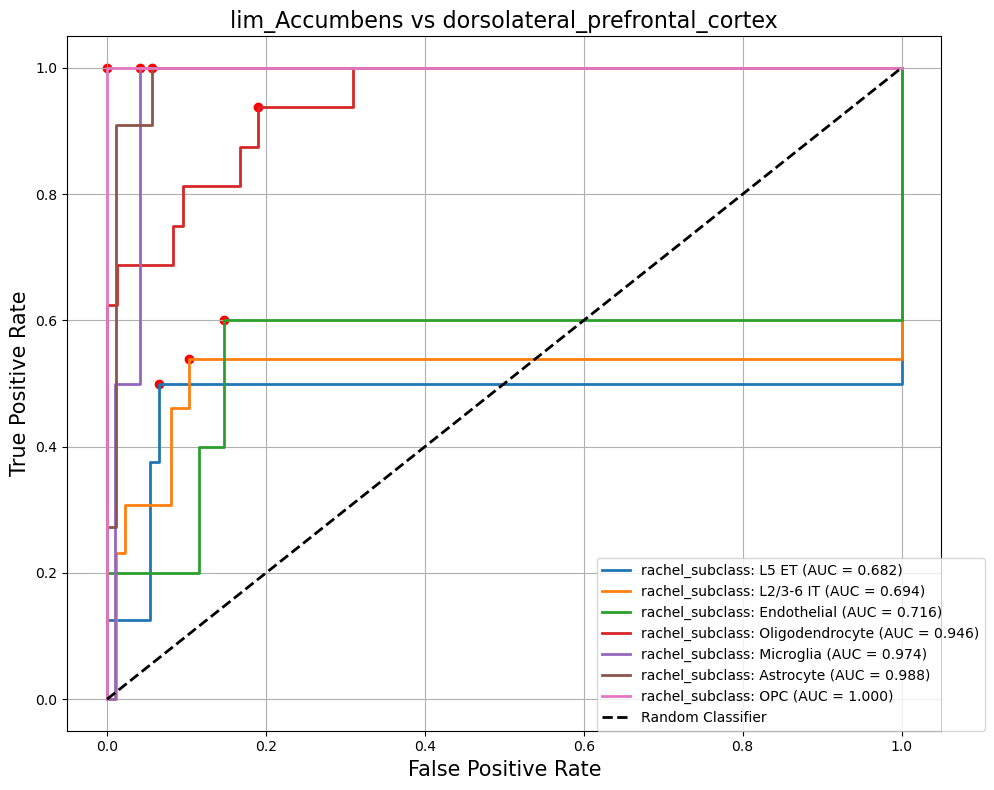 lim_Accumbens vs dorsolateral_prefrontal_cortex
True Positive Rate
1.0
0.8
0.6
0.4
0.2
0.0
rachel_subclass: L5 ET (AUC = 0.682)
rachel_subclass: L2/3-6 IT (AUC = 0.694)
rachel_subclass: Endothelial (AUC = 0.716)
rachel_subclass: Oligodendrocyte (AUC = 0.946)
rachel_subclass: Microglia (AUC = 0.974)
rachel_subclass: Astrocyte (AUC = 0.988)
rachel_subclass: OPC (AUC = 1.000)
Random Classifier
0.0 0.2 0.4 0.6 0.8 1.0
False Positive Rate